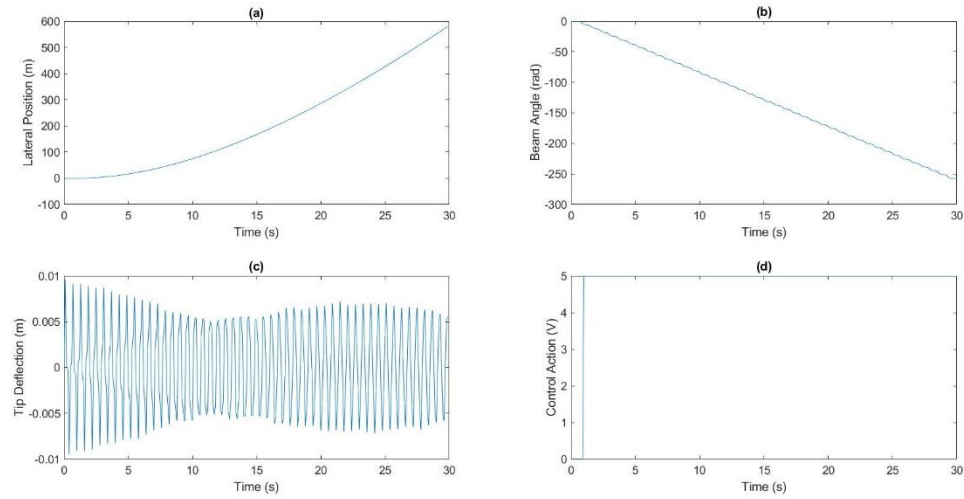 (a)
600
500
400
300
200
100
0
-100
Lateral Position (m)
0 5 10 15 20 25 30
Time (s)
(b)
0
-50
-100
-150
-200
-250
-300
Beam Angle (rad)
0 5 10 15 20 25 30
Time (s)
(c)
0.01
0.005
0
-0.005
-0.01
Tip Deflection (m)
0 5 10 15 20 25 30
Time (s)
(d)
5
4
3
2
1
0
Control Action (V)
0 5 10 15 20 25 30
Time (s)